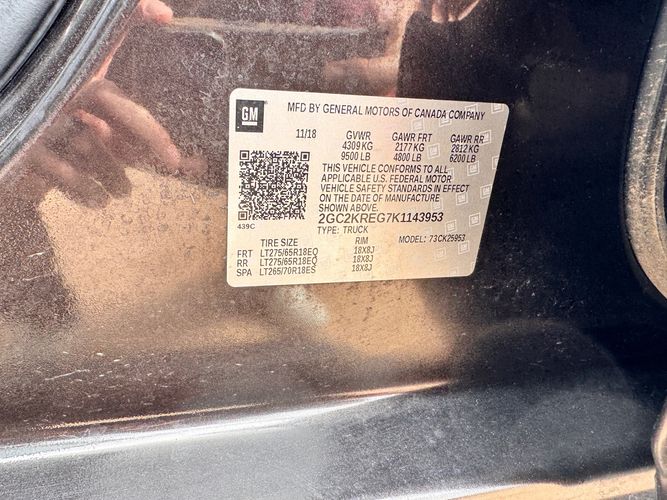 GM
MFD BY GENERAL MOTORS OF CANADA COMPANY
11/18 GVWR GAWR FRT GAWR RR
4309 KG 2177 KG 2812 KG
9500 LB 4800 LB 6200 LB
THIS VEHICLE CONFORMS TO ALL
APPLICABLE U.S. FEDERAL MOTOR
VEHICLE SAFETY STANDARDS IN EFFECT
ON THE DATE OF MANUFACTURE
SHOWN ABOVE.
439C
2GC2KREG7K1143953
TYPE: TRUCK MODEL: 73CK25953
TIRE SIZE RIM
FRT LT275/65R18EQ 18X8J
RR LT275/65R18EQ 18X8J
SPA LT265/70R18ES 18X8J